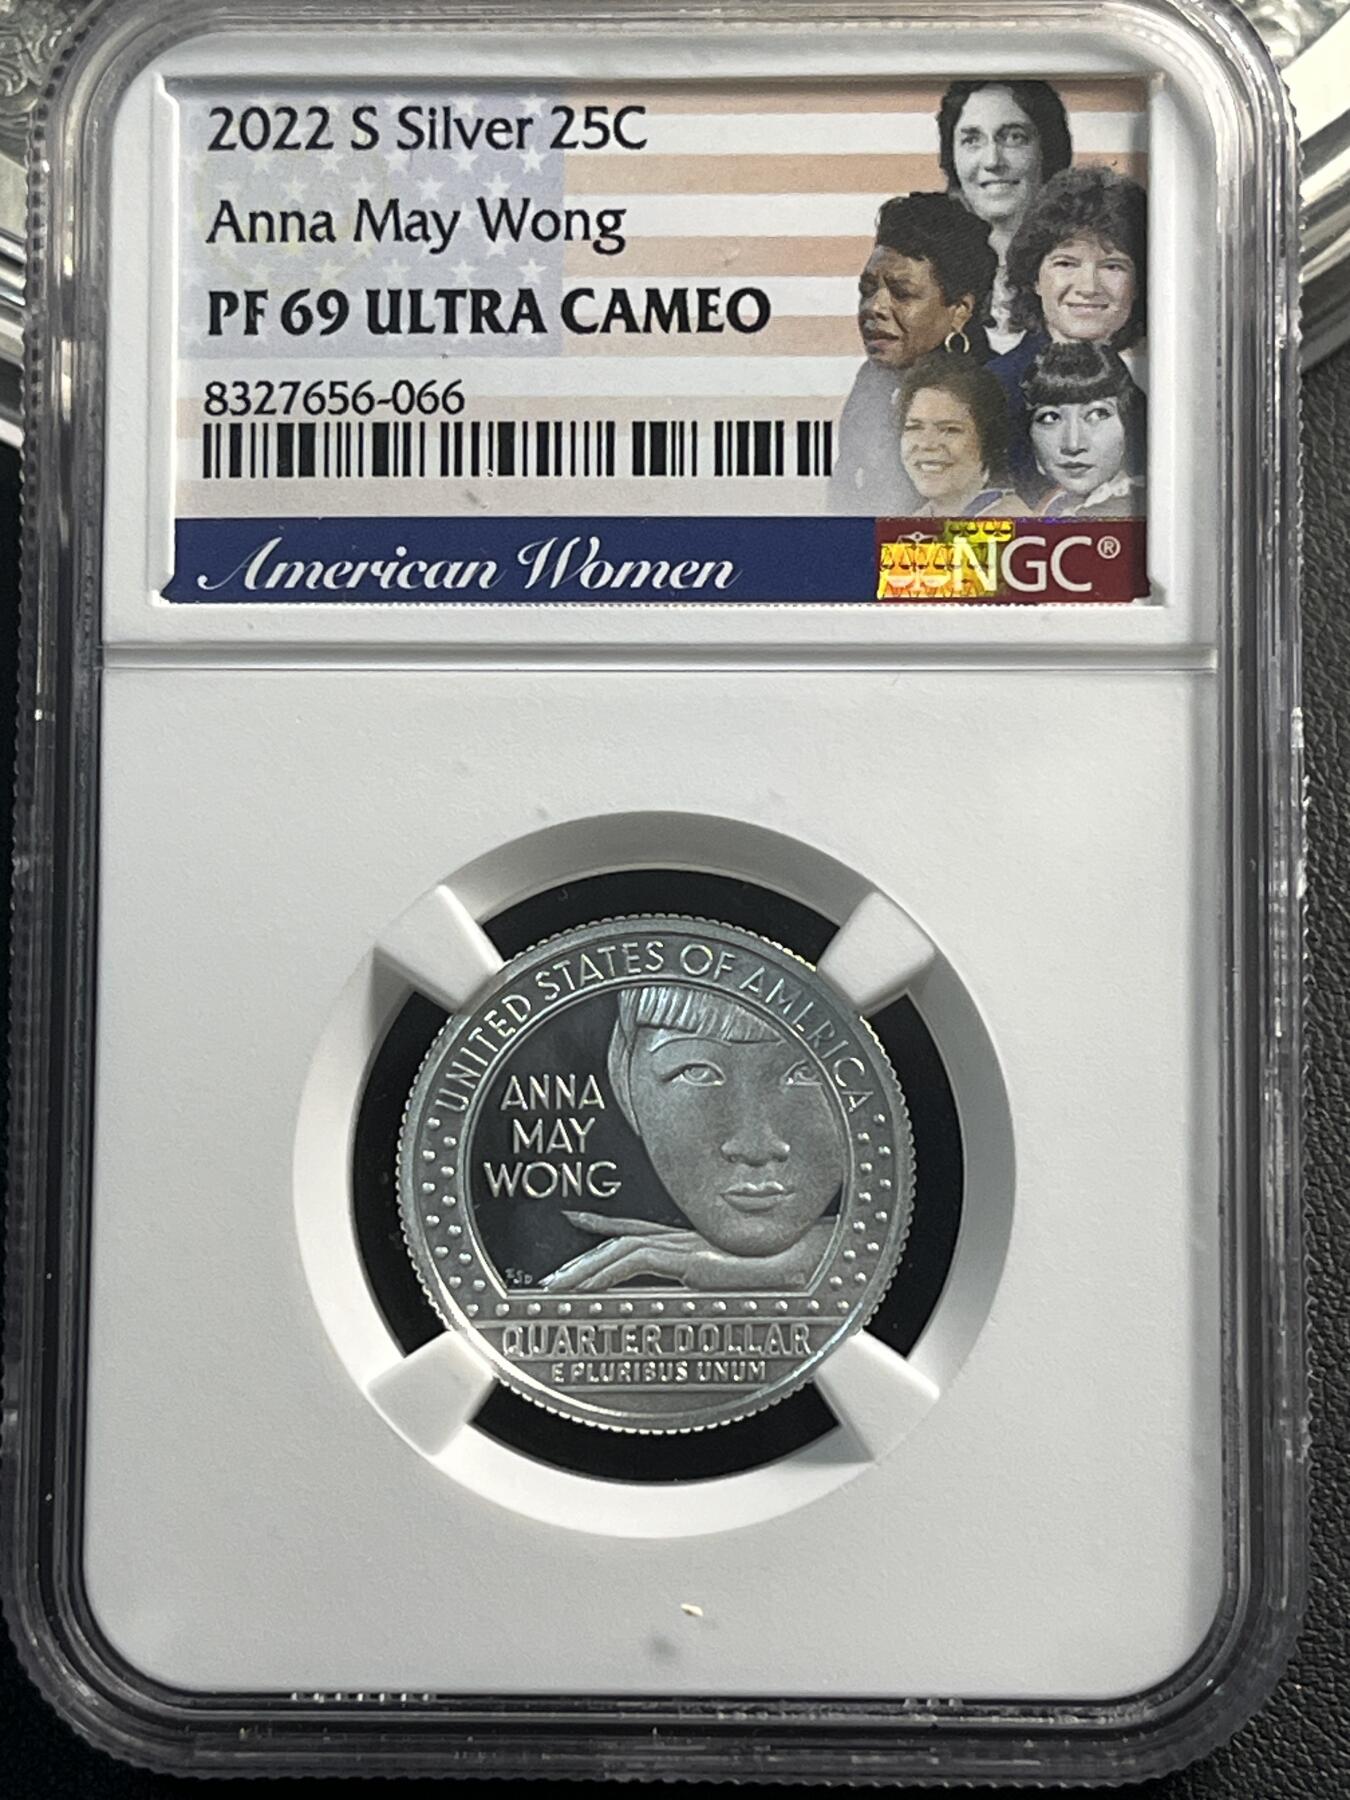 2022 S Silver 25C
Anna May Wong
PF 69 ULTRA CAMEO
8327656-066
American Women
NGC®
UNITED STATES OF AMERICA
ANNA
MAY
WONG
QUARTER DOLLAR
E PLURIBUS UNUM